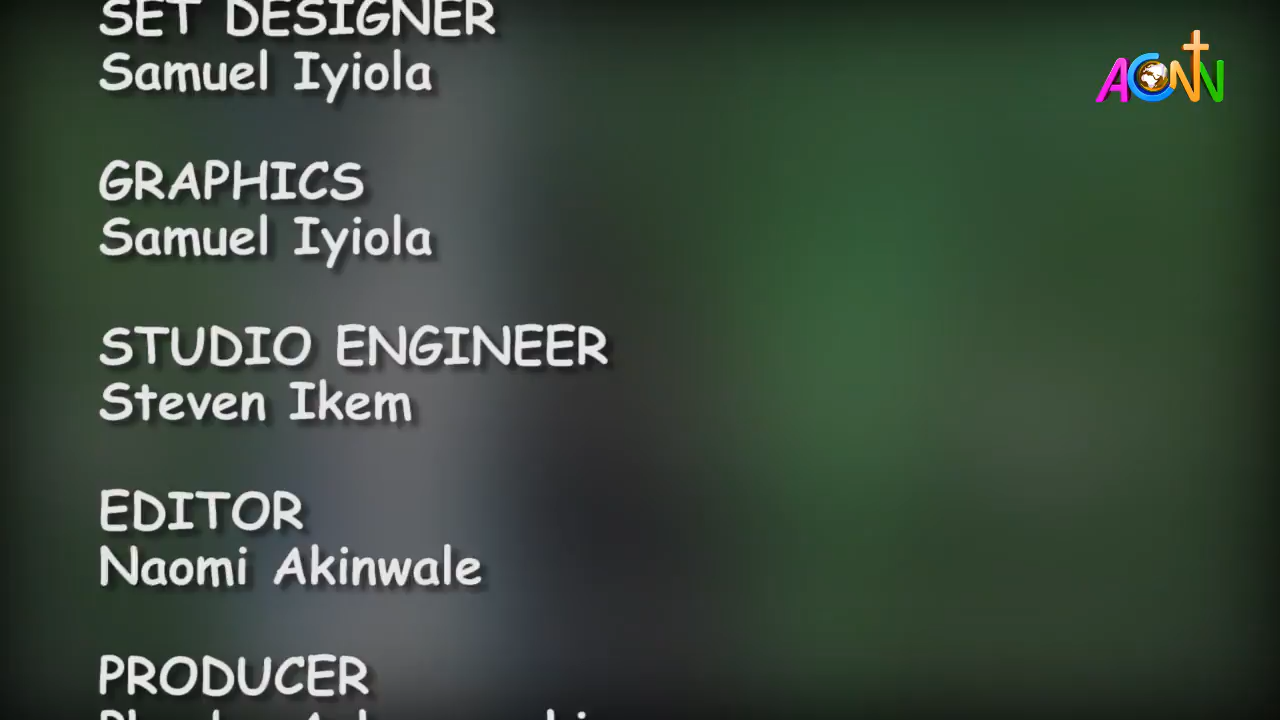 SET DESIGNER
Samuel Iyiola
GRAPHICS
Samuel Iyiola
STUDIO ENGINEER
Steven Ikem
EDITOR
Naomi Akinwale
PRODUCER
ACNN